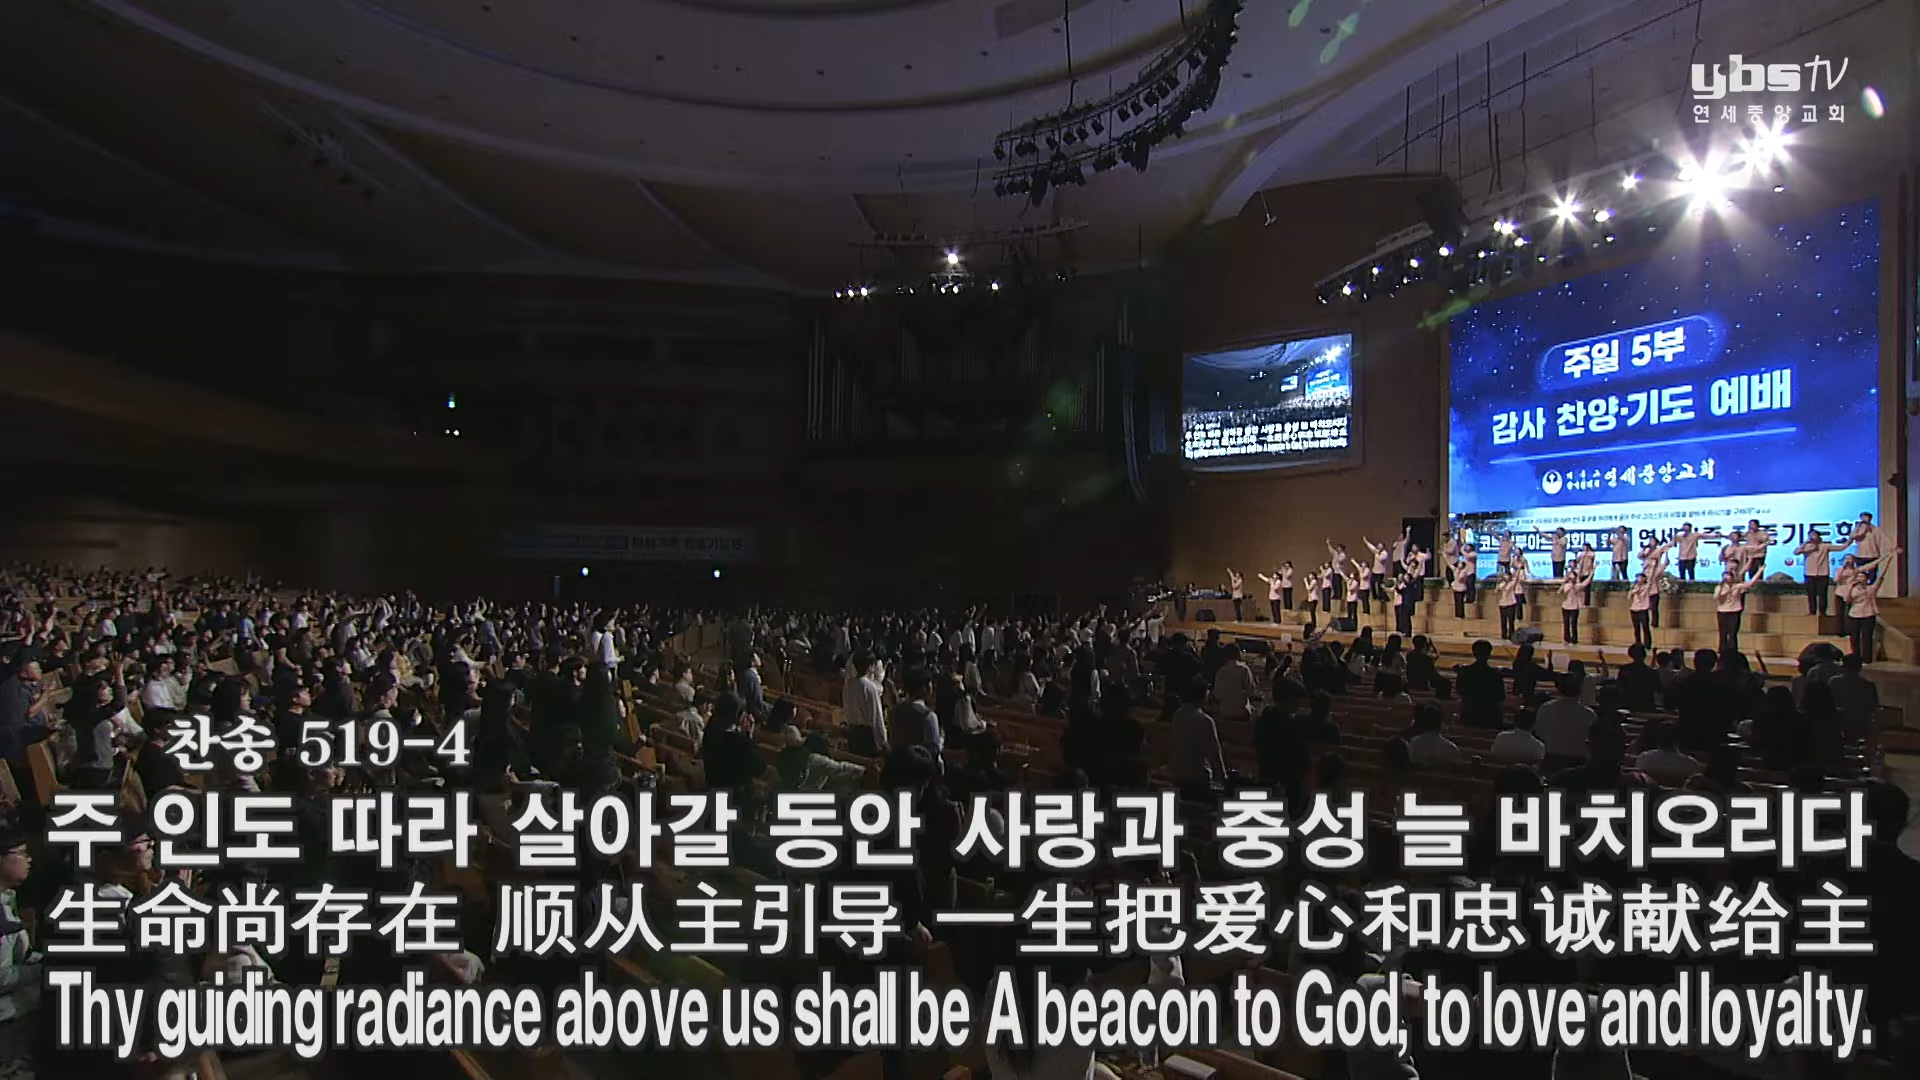 ybsTV
연세중앙교회
주일 5부
감사 찬양·기도 예배
연세중앙교회
찬송 519-4
주 인도 따라 살아갈 동안 사랑과 충성 늘 바치오리다
生命尚存在 顺从主引导 一生把爱心和忠诚献给主
Thy guiding radiance above us shall be A beacon to God, to love and loyalty.